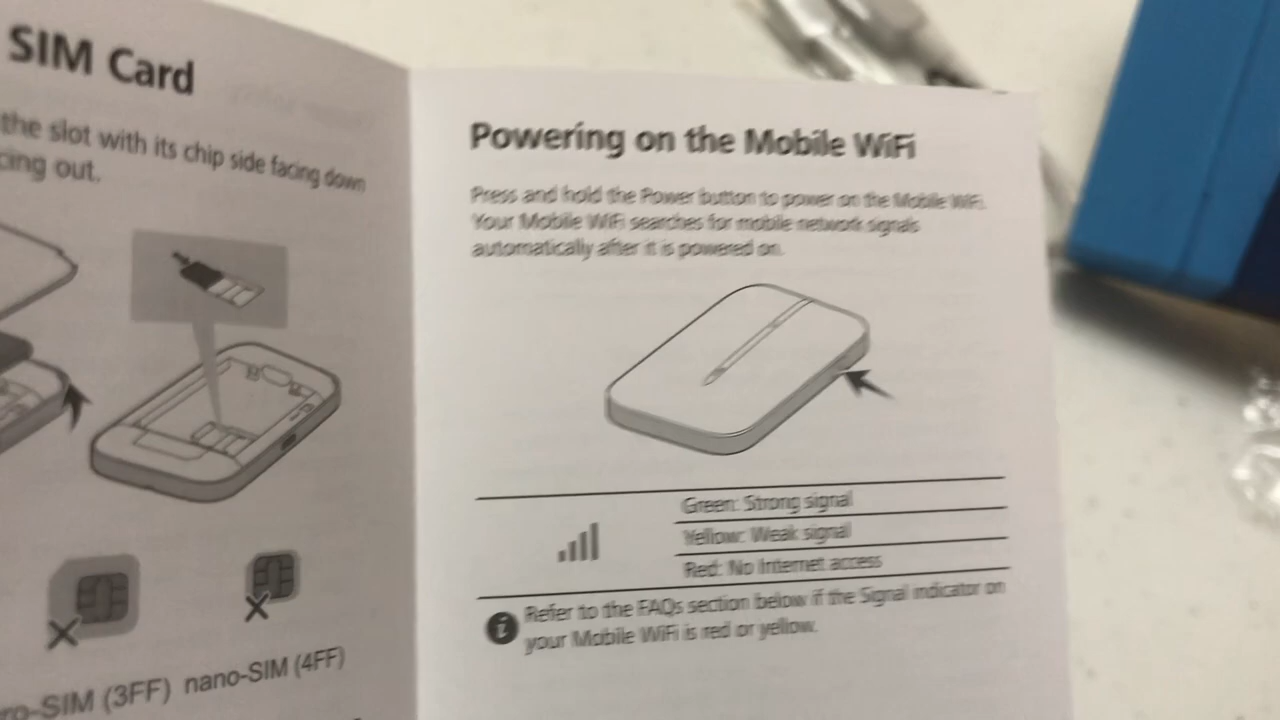 SIM Card
the slot with its chip side facing down
cing out.
ro-SIM (3FF) nano-SIM (4FF)
Powering on the Mobile WiFi
Press and hold the Power button to power on the Mobile WiFi.
Your Mobile WiFi searches for mobile network signals
automatically after it is powered on.
Green: Strong signal
Yellow: Weak signal
Red: No Internet access
Refer to the FAQs section below if the Signal indicator on
your Mobile WiFi is red or yellow.